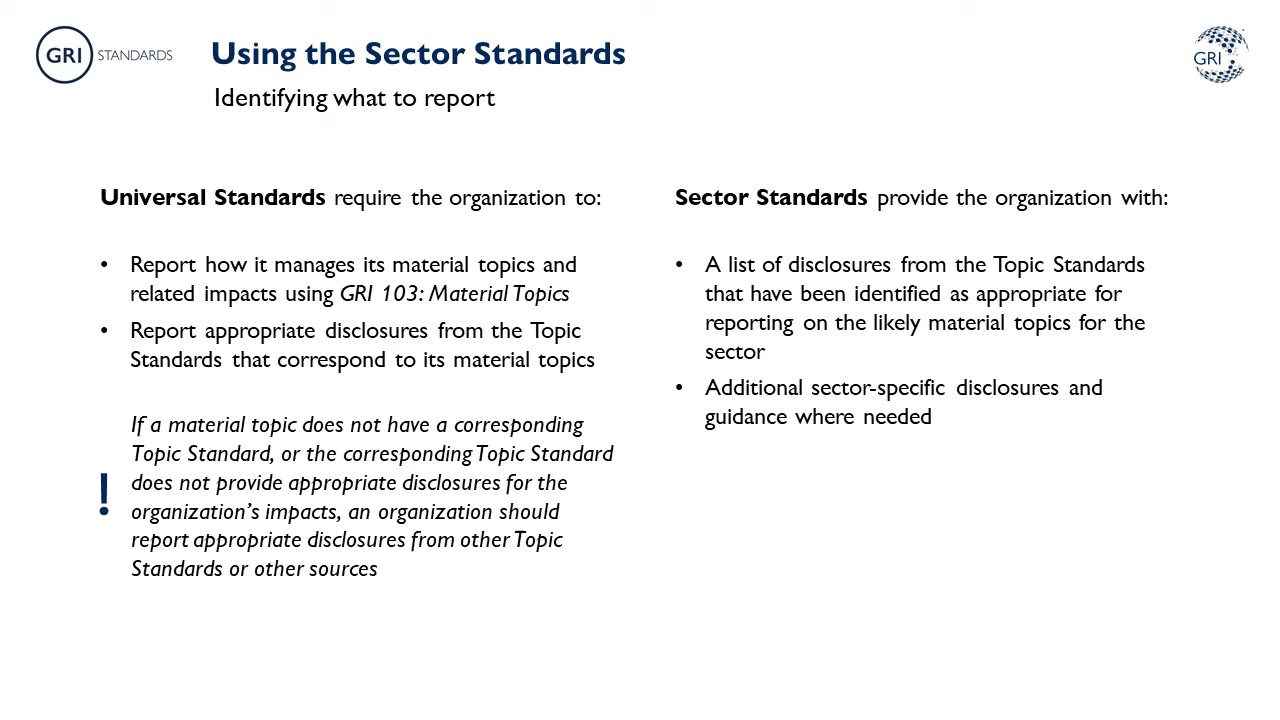 GRI STANDARDS
Using the Sector Standards
GRI
Identifying what to report
Universal Standards require the organization to:
• Report how it manages its material topics and
related impacts using GRI 103: Material Topics
• Report appropriate disclosures from the Topic
Standards that correspond to its material topics
If a material topic does not have a corresponding
Topic Standard, or the corresponding Topic Standard
! does not provide appropriate disclosures for the
organization’s impacts, an organization should
report appropriate disclosures from other Topic
Standards or other sources
Sector Standards provide the organization with:
• A list of disclosures from the Topic Standards
that have been identified as appropriate for
reporting on the likely material topics for the
sector
• Additional sector-specific disclosures and
guidance where needed